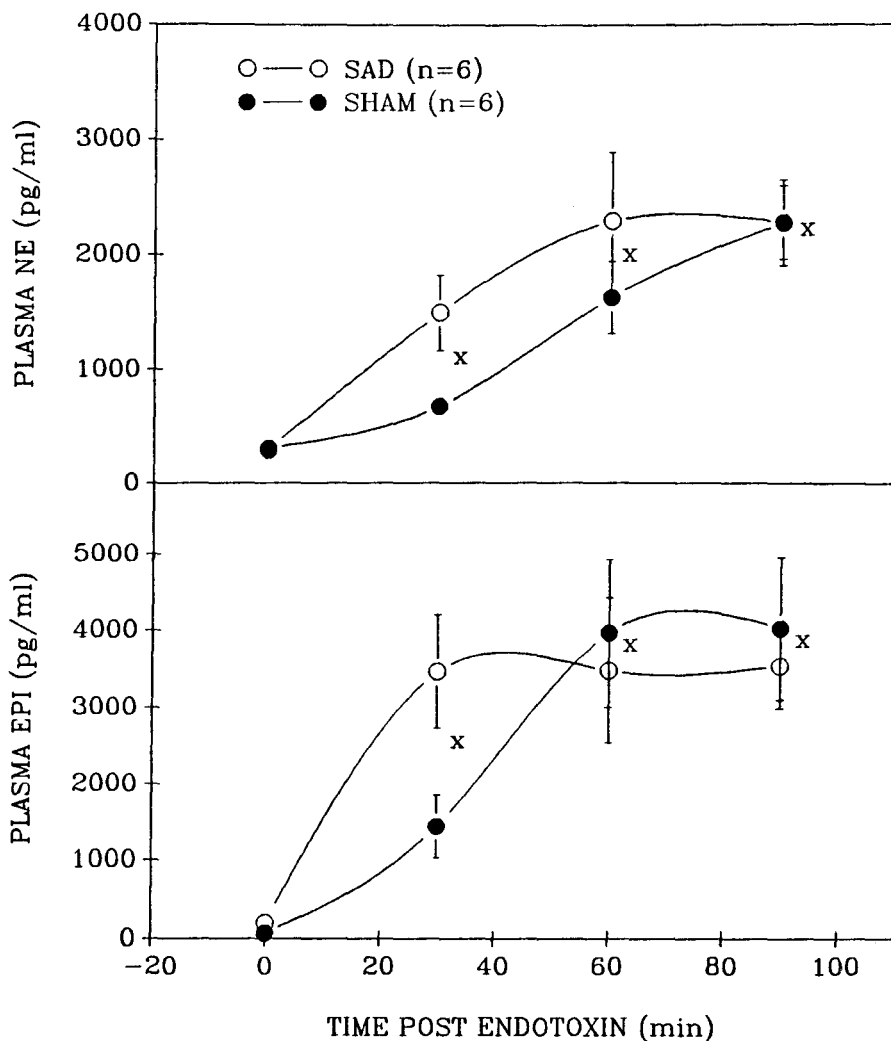 4000
3000
2000
1000
0
PLASMA NE (pg/ml)
SAD (n=6)
SHAM (n=6)
x
x
x
5000
4000
3000
2000
1000
0
PLASMA EPI (pg/ml)
x
x
x
-20 0 20 40 60 80 100
TIME POST ENDOTOXIN (min)